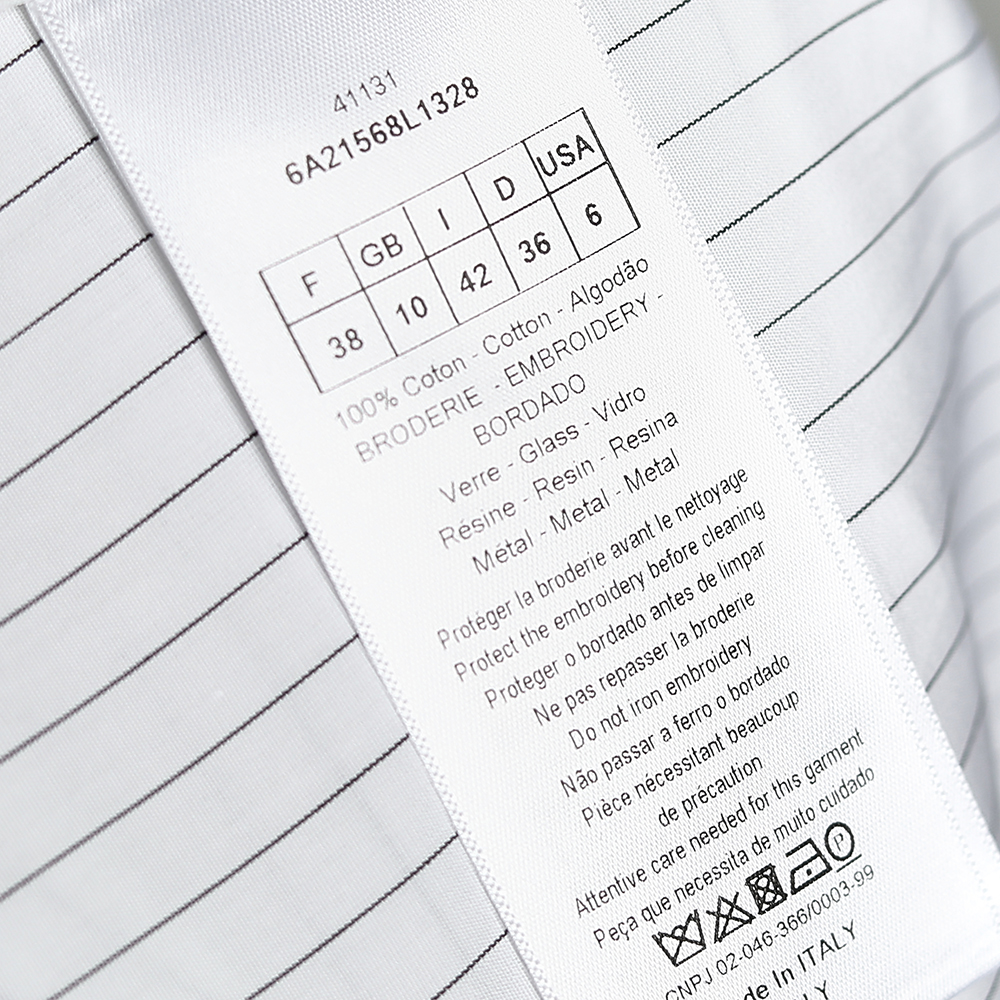 41131
6A21568L1328
F GB I D USA
38 10 42 36 6
100% Coton - Cotton - Algodão
BRODERIE - EMBROIDERY -
BORDADO
Verre - Glass - Vidro
Résine - Resin - Resina
Métal - Metal - Metal
Protéger la broderie avant le nettoyage
Protect the embroidery before cleaning
Proteger o bordado antes de limpar
Ne pas repasser la broderie
Do not iron embroidery
Não passar a ferro o bordado
Pièce nécessitant beaucoup
de précaution
Attentive care needed for this garment
Peça que necessita de muito cuidado
P
CNPJ 02-046-366/0003-99
de In ITALY
LY